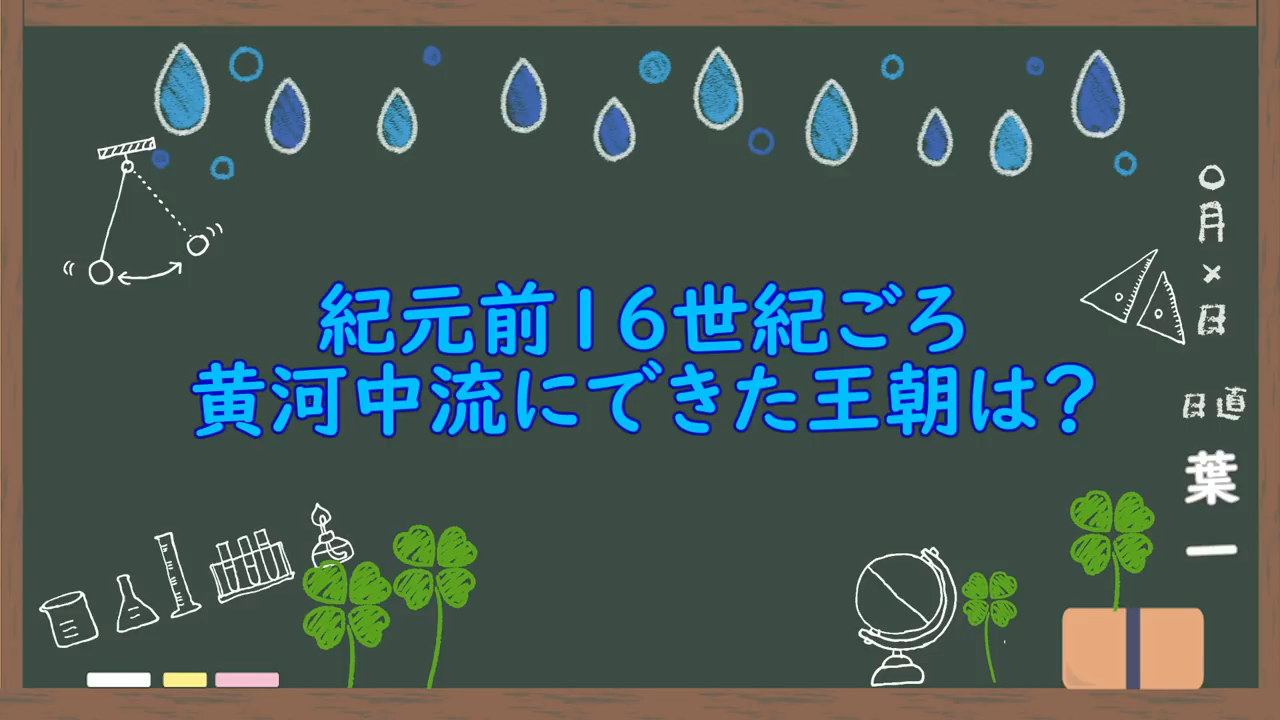 紀元前16世紀ごろ
黄河中流にできた王朝は?
〇月×日
日直
葉一